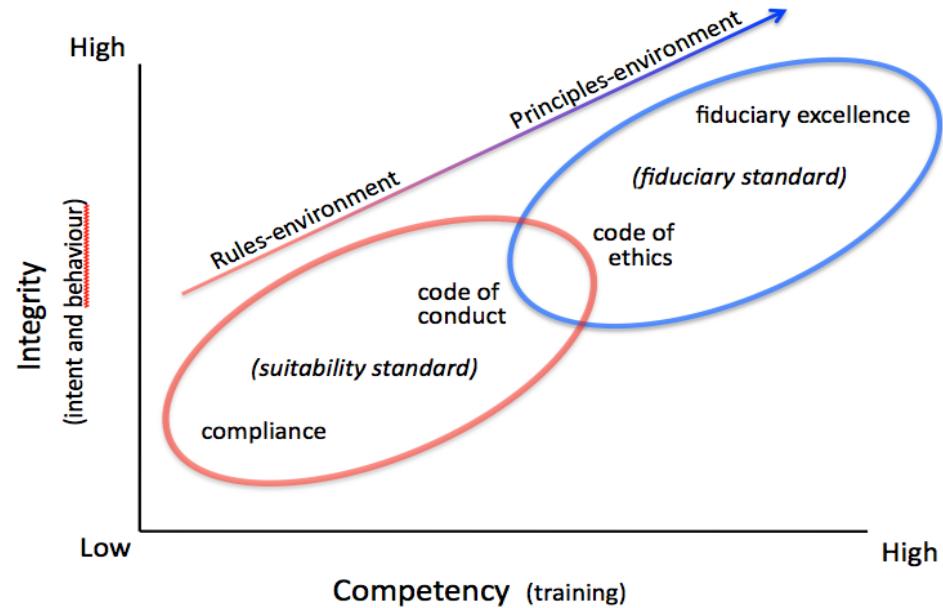 High
Principles-environment
fiduciary excellence
(fiduciary standard)
Rules-environment
code of
ethics
code of
conduct
(suitability standard)
compliance
Integrity
(intent and behaviour)
Low
High
Competency (training)